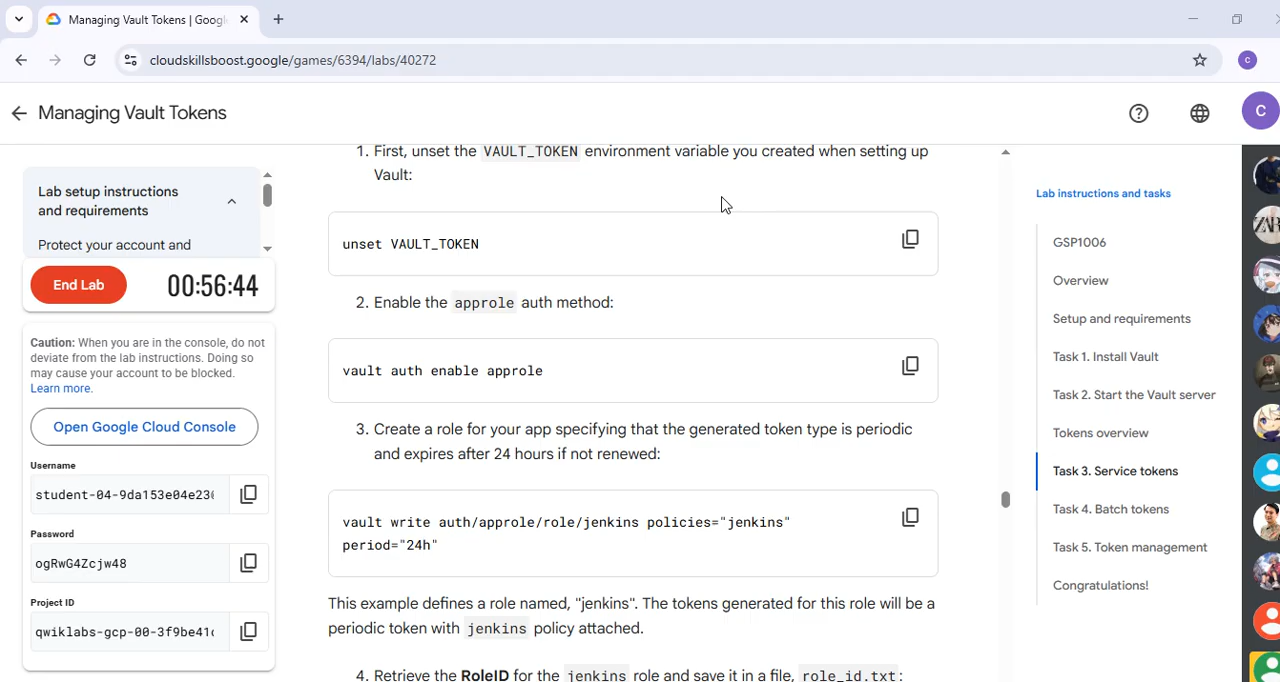 Managing Vault Tokens | Google
cloudskillsboost.google/games/6394/labs/40272
C
Managing Vault Tokens
C
Lab setup instructions
and requirements
Protect your account and
End Lab
00:56:44
Caution: When you are in the console, do not
deviate from the lab instructions. Doing so
may cause your account to be blocked.
Learn more.
Open Google Cloud Console
Username
student-04-9da153e04e230
Password
ogRwG4Zcjw48
Project ID
qwiklabs-gcp-00-3f9be41c
1. First, unset the VAULT_TOKEN environment variable you created when setting up
Vault:
unset VAULT_TOKEN
2. Enable the approle auth method:
vault auth enable approle
3. Create a role for your app specifying that the generated token type is periodic
and expires after 24 hours if not renewed:
vault write auth/approle/role/jenkins policies="jenkins"
period="24h"
This example defines a role named, "jenkins". The tokens generated for this role will be a
periodic token with jenkins policy attached.
4. Retrieve the RoleID for the jenkins role and save it in a file, role_id.txt:
Lab instructions and tasks
GSP1006
Overview
Setup and requirements
Task 1. Install Vault
Task 2. Start the Vault server
Tokens overview
Task 3. Service tokens
Task 4. Batch tokens
Task 5. Token management
Congratulations!